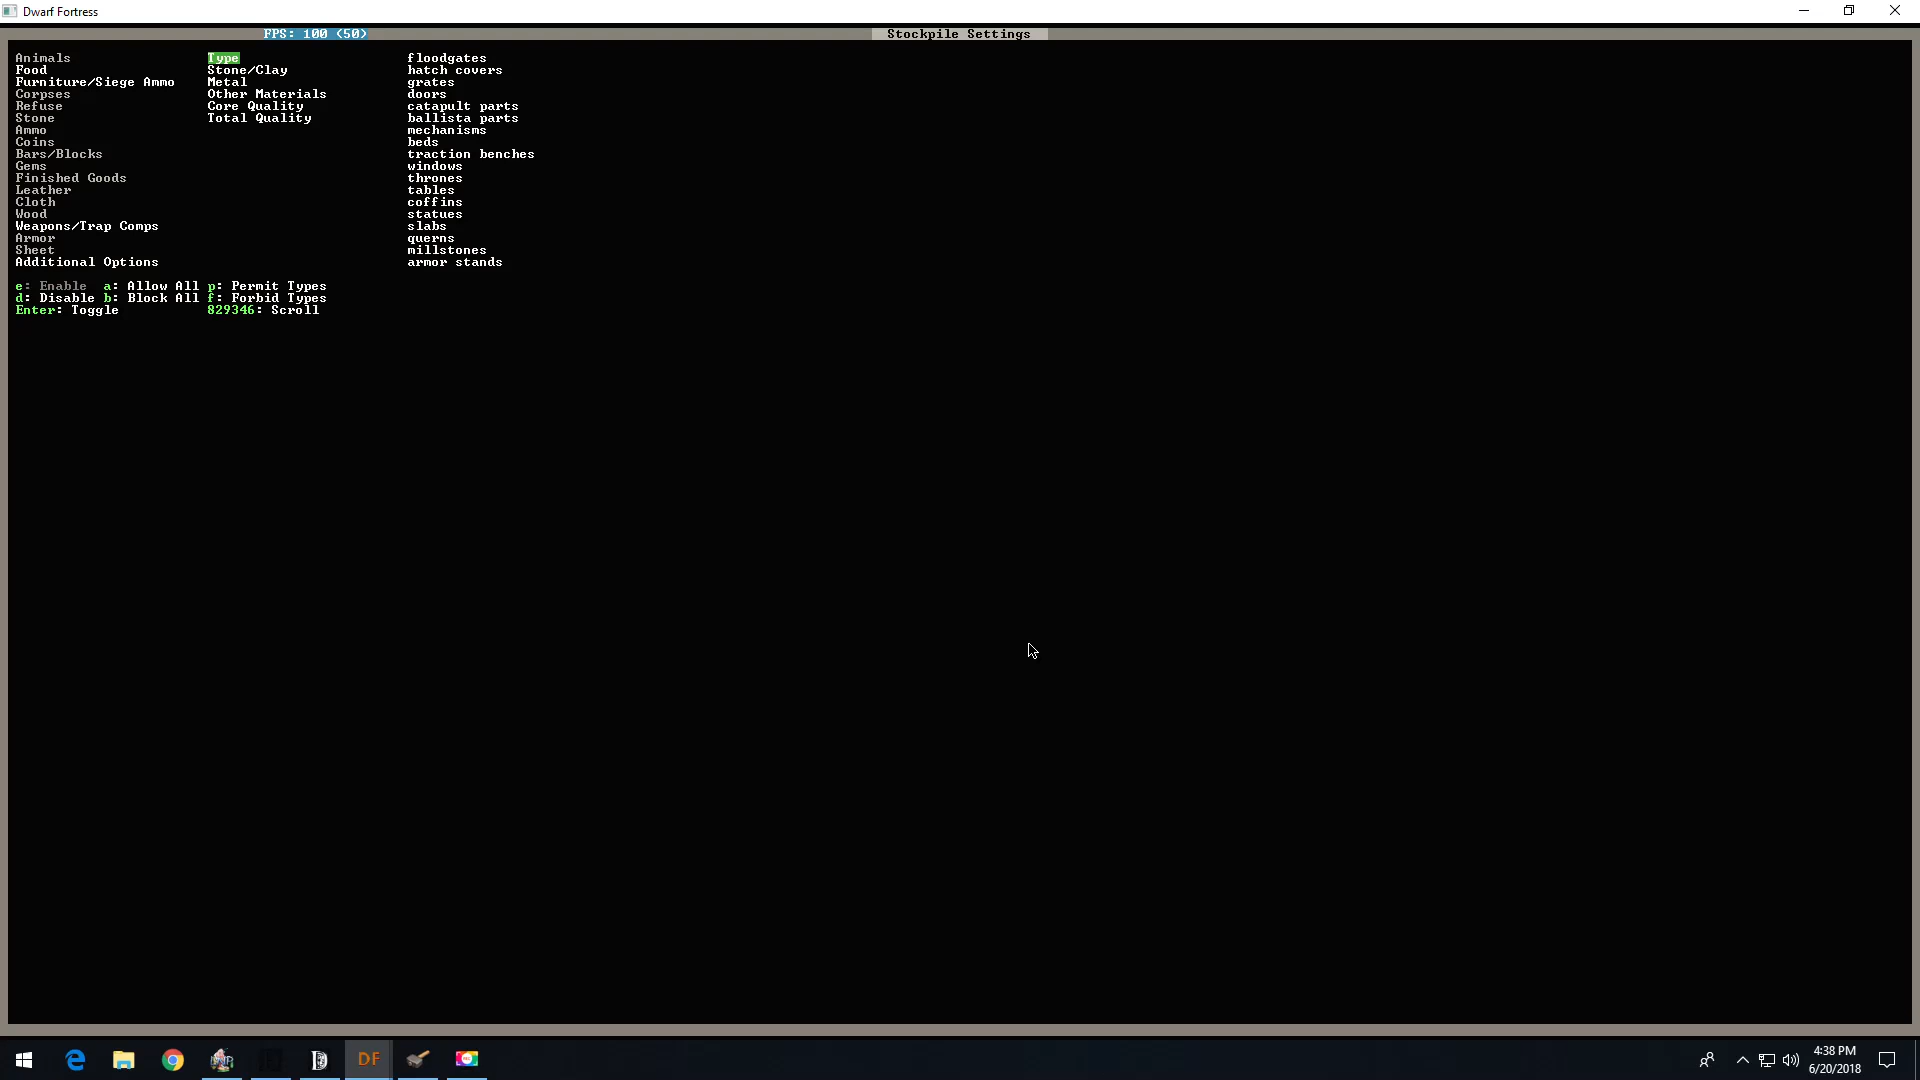 Dwarf Fortress
FPS: 100 (50)
Stockpile Settings
Animals
Food
Furniture/Siege Ammo
Corpses
Refuse
Stone
Ammo
Coins
Bars/Blocks
Gems
Finished Goods
Leather
Cloth
Wood
Weapons/Trap Comps
Armor
Sheet
Additional Options
Type
Stone/Clay
Metal
Other Materials
Core Quality
Total Quality
floodgates
hatch covers
grates
doors
catapult parts
ballista parts
mechanisms
beds
traction benches
windows
thrones
tables
coffins
statues
slabs
querns
millstones
armor stands
e: Enable a: Allow All p: Permit Types
d: Disable b: Block All f: Forbid Types
Enter: Toggle 829346: Scroll
DF
4:38 PM
6/20/2018